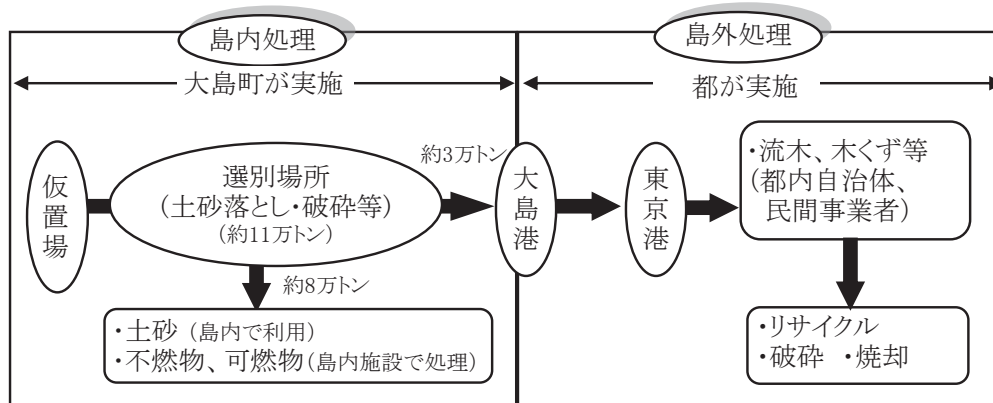 島内処理
島外処理
大島町が実施
都が実施
仮置場
選別場所
(土砂落とし・破砕等)
(約11万トン)
約3万トン
大島港
東京港
・流木、木くず等
(都内自治体、
民間事業者)
約8万トン
・土砂(島内で利用)
・不燃物、可燃物(島内施設で処理)
・リサイクル
・破砕 ・焼却